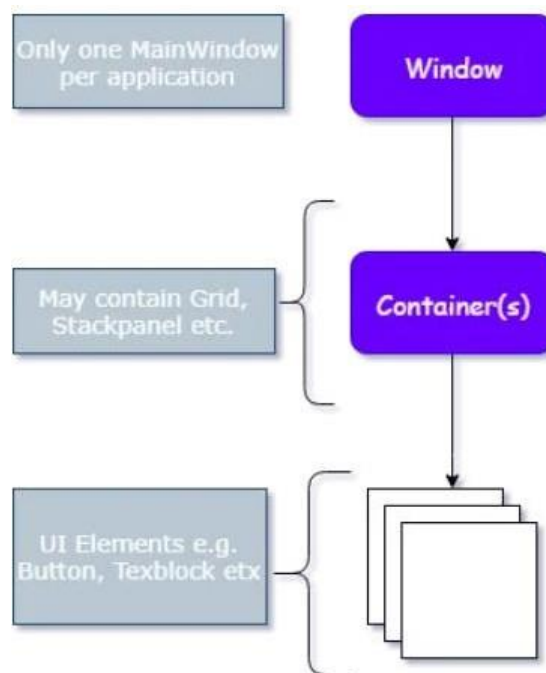 Only one MainWindow
per application
Window
May contain Grid,
Stackpanel etc.
Container(s)
UI Elements e.g.
Button, Texblock etx